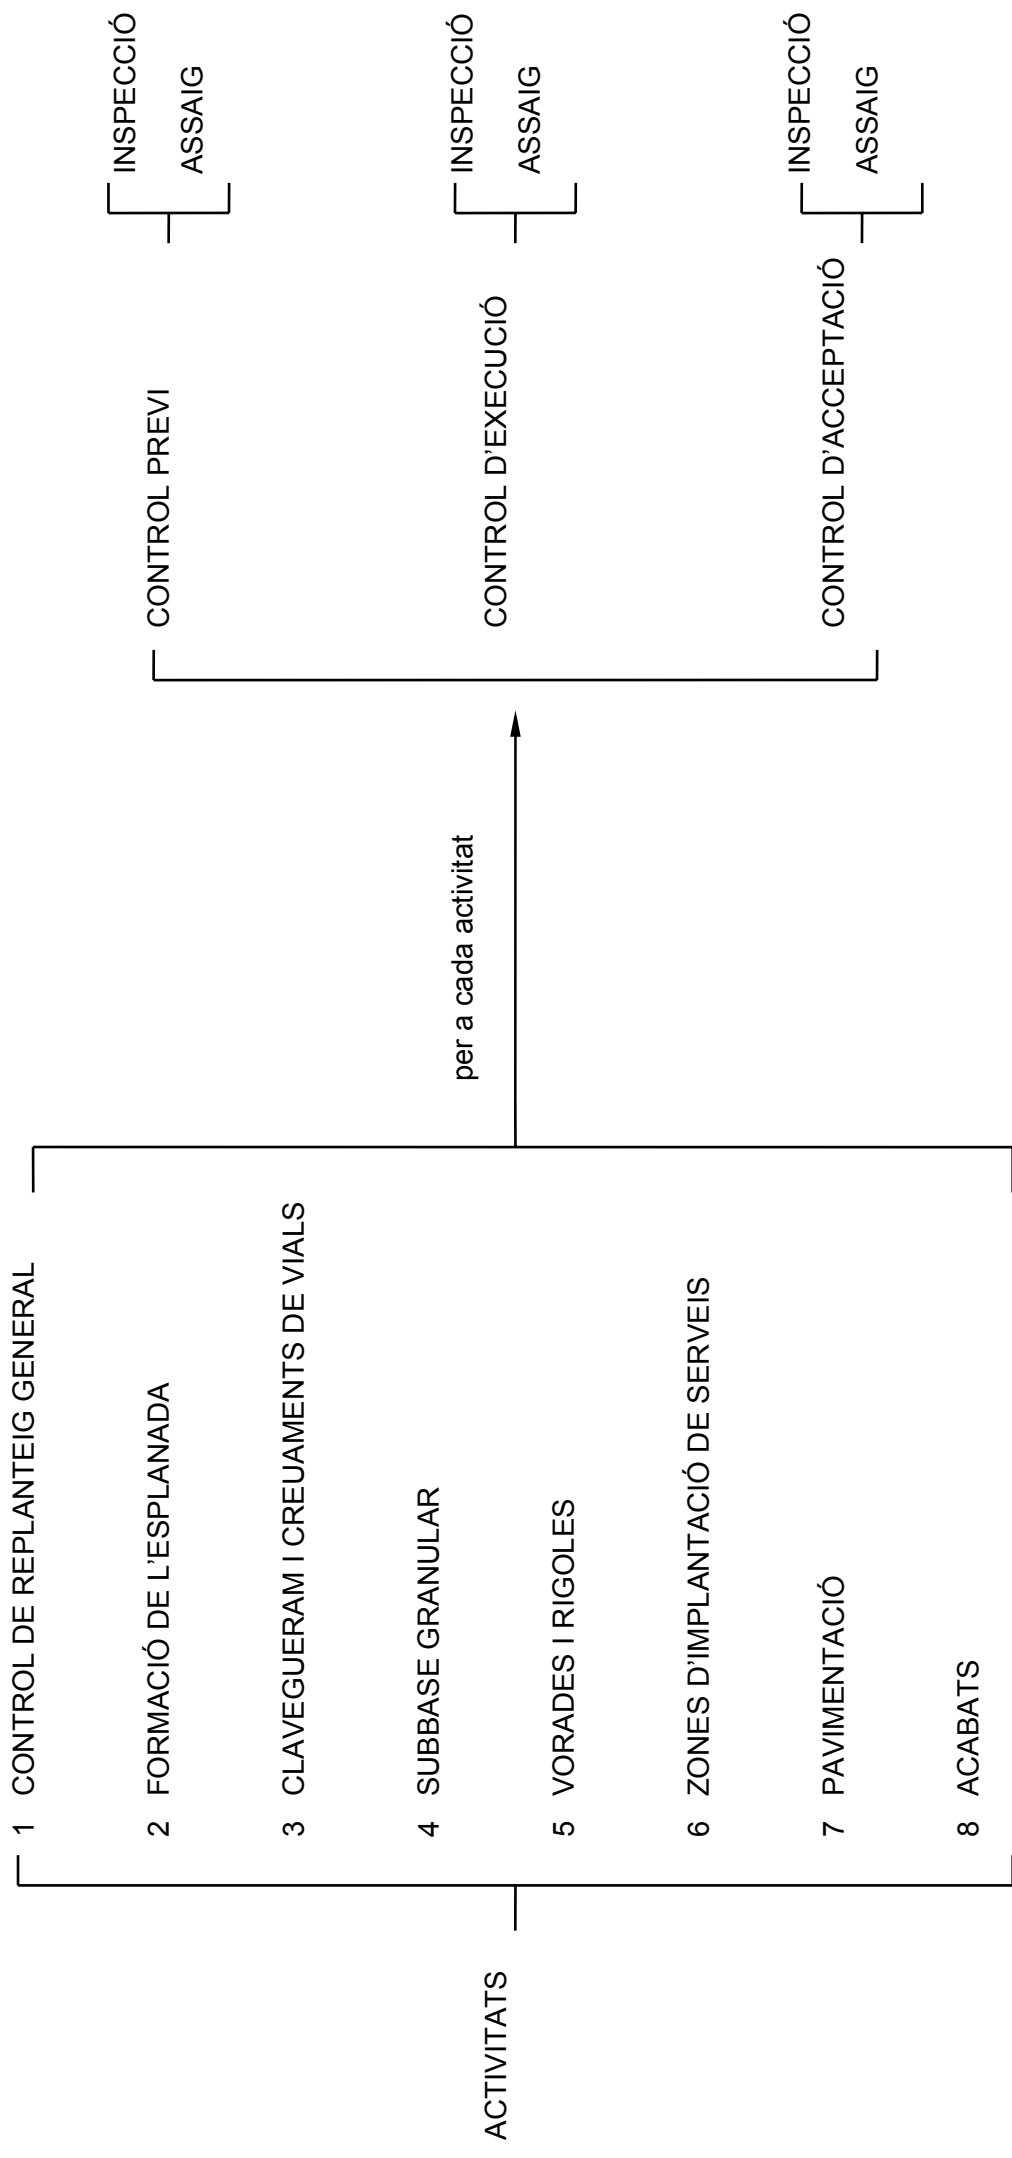 ACTIVITATS
1 CONTROL DE REPLANTEIG GENERAL
2 FORMACIÓ DE L'ESPLANADA
3 CLAVEGUERAM I CREUAMENTS DE VIALS
4 SUBBASE GRANULAR
5 VORADES I RIGOLES
6 ZONES D'IMPLANTACIÓ DE SERVEIS
7 PAVIMENTACIÓ
8 ACABATS
per a cada activitat
CONTROL PREVI
INSPECCIÓ
ASSAIG
CONTROL D'EXECUCIÓ
INSPECCIÓ
ASSAIG
CONTROL D'ACCEPTACIÓ
INSPECCIÓ
ASSAIG